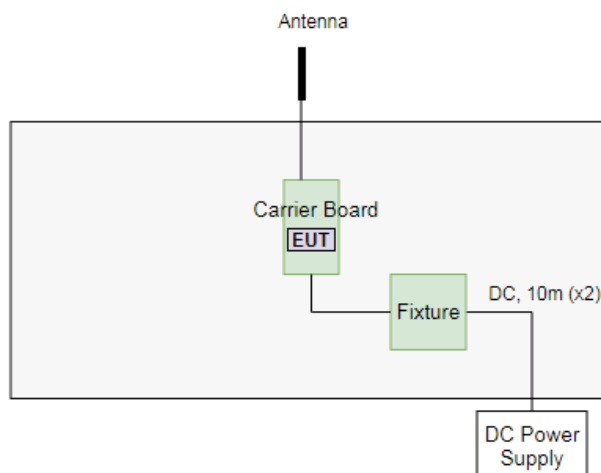 Antenna
Carrier Board
EUT
Fixture
DC, 10m (x2)
DC Power
Supply